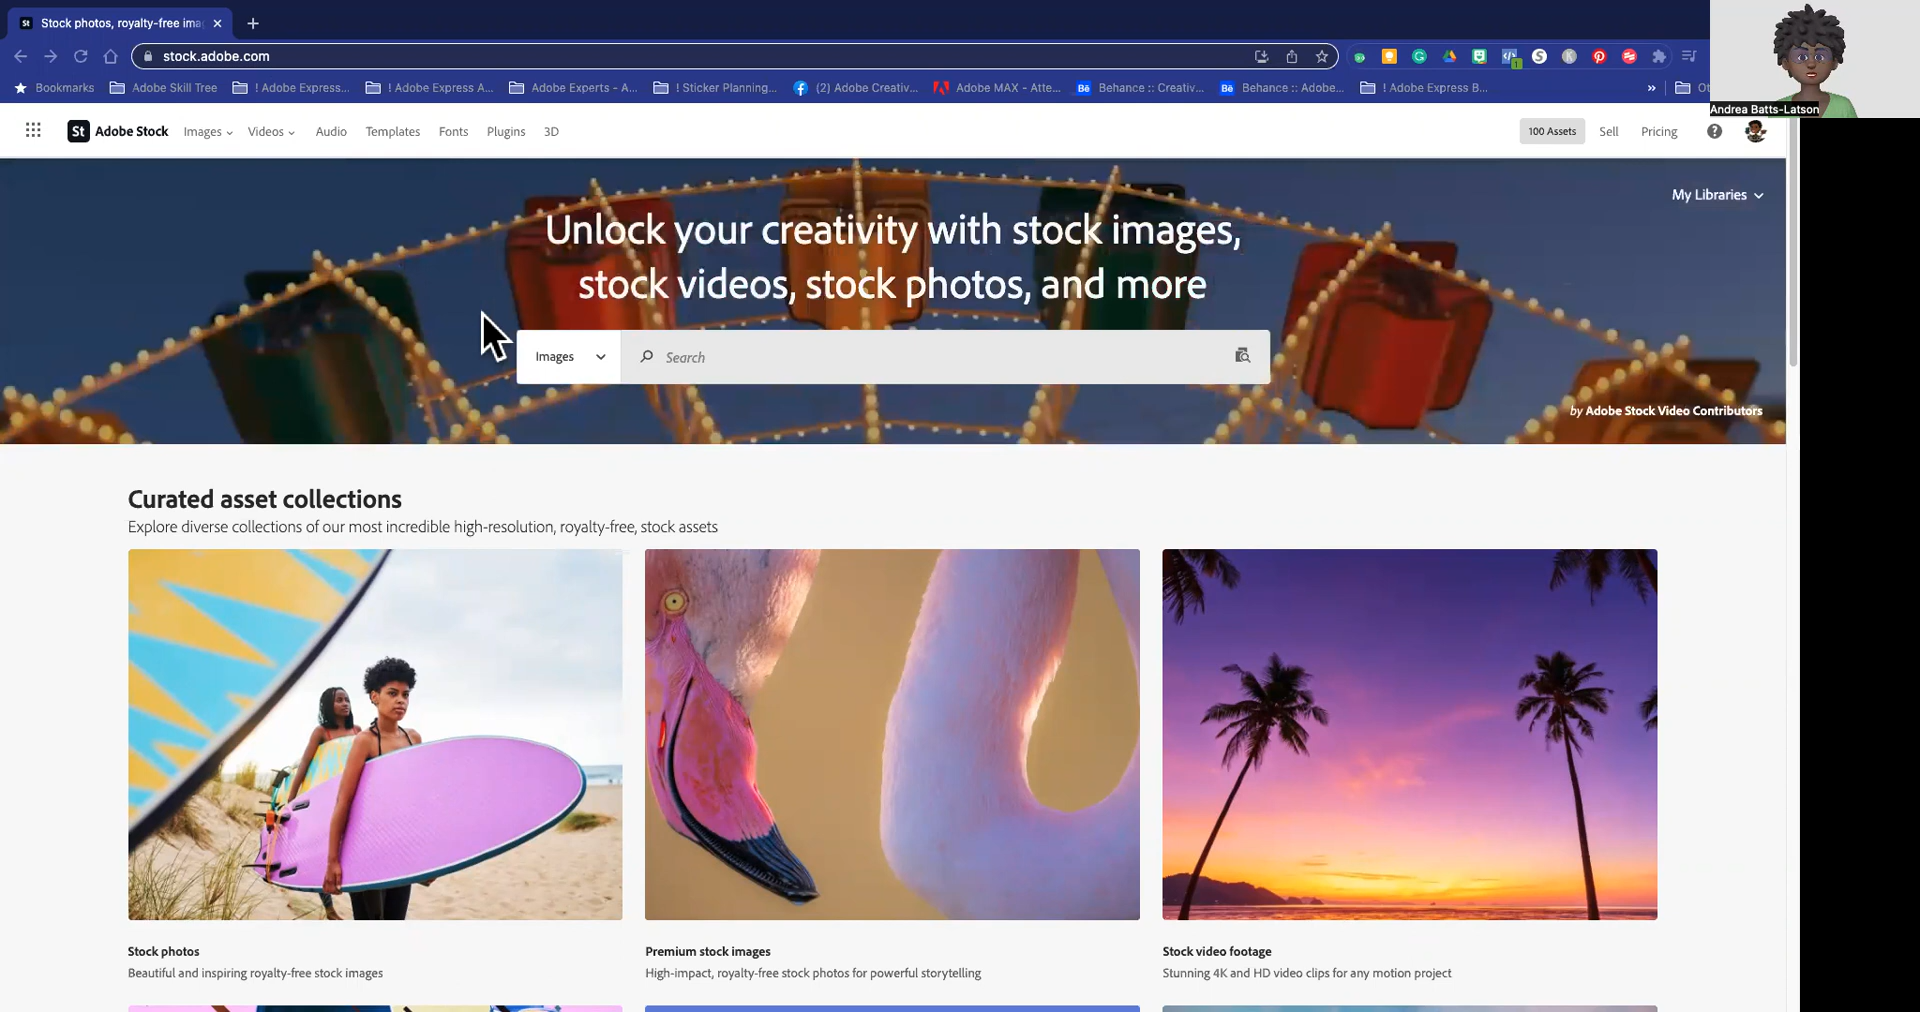 St Stock photos, royalty-free ima
stock.adobe.com
Bookmarks Adobe Skill Tree ! Adobe Express... ! Adobe Express A... Adobe Experts - A... ! Sticker Planning... (2) Adobe Creativ... Adobe MAX - Atte... Bē Behance :: Creativ... Bē Behance :: Adobe... ! Adobe Express B... » Ot
Andrea Batts-Latson
St Adobe Stock Images Videos Audio Templates Fonts Plugins 3D 100 Assets Sell Pricing
My Libraries
Unlock your creativity with stock images,
stock videos, stock photos, and more
Images Search
by Adobe Stock Video Contributors
Curated asset collections
Explore diverse collections of our most incredible high-resolution, royalty-free, stock assets
Stock photos
Beautiful and inspiring royalty-free stock images
Premium stock images
High-impact, royalty-free stock photos for powerful storytelling
Stock video footage
Stunning 4K and HD video clips for any motion project